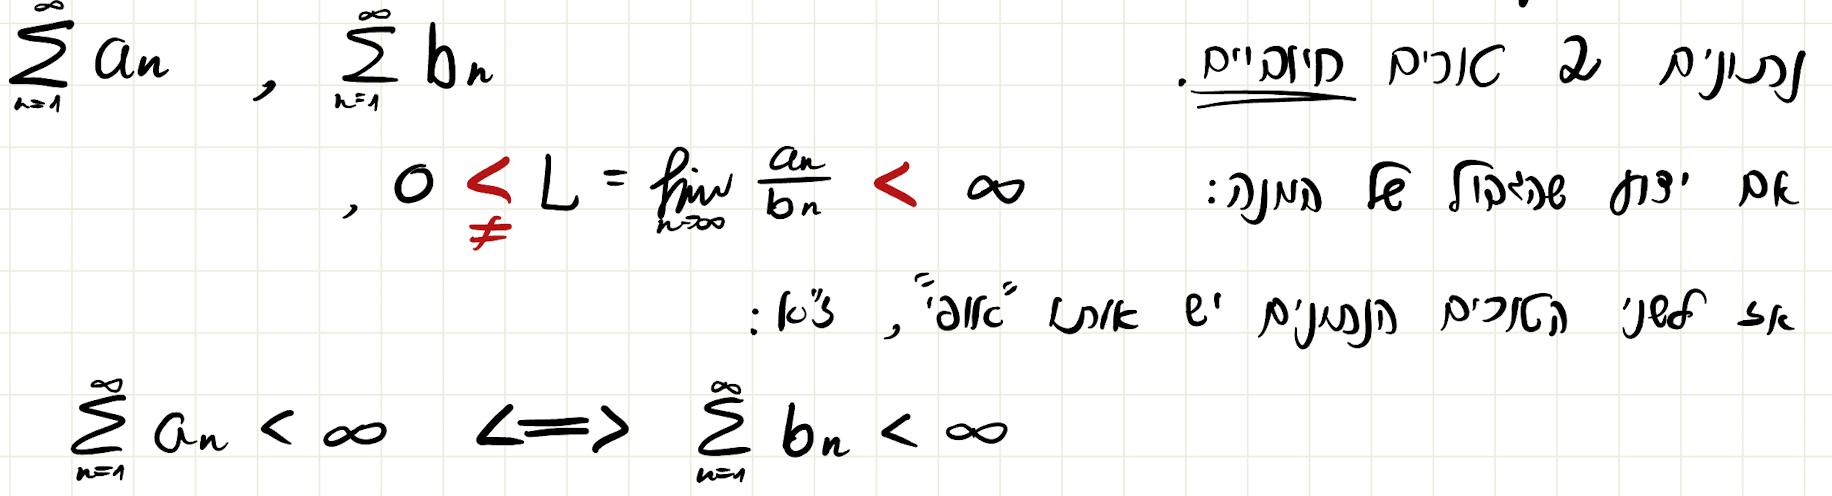 נתונים 2 טורים חיוביים. $\sum_{n=1}^{\infty} a_n , \sum_{n=1}^{\infty} b_n$
אם ידוע שהגבול של המנה: $0 \underset{\neq}{<} L = \lim_{n \to \infty} \frac{a_n}{b_n} < \infty$ ,
אז לשני הטורים הנתונים יש אותו "אופי", ז"א:
$\sum_{n=1}^{\infty} a_n < \infty \iff \sum_{n=1}^{\infty} b_n < \infty$